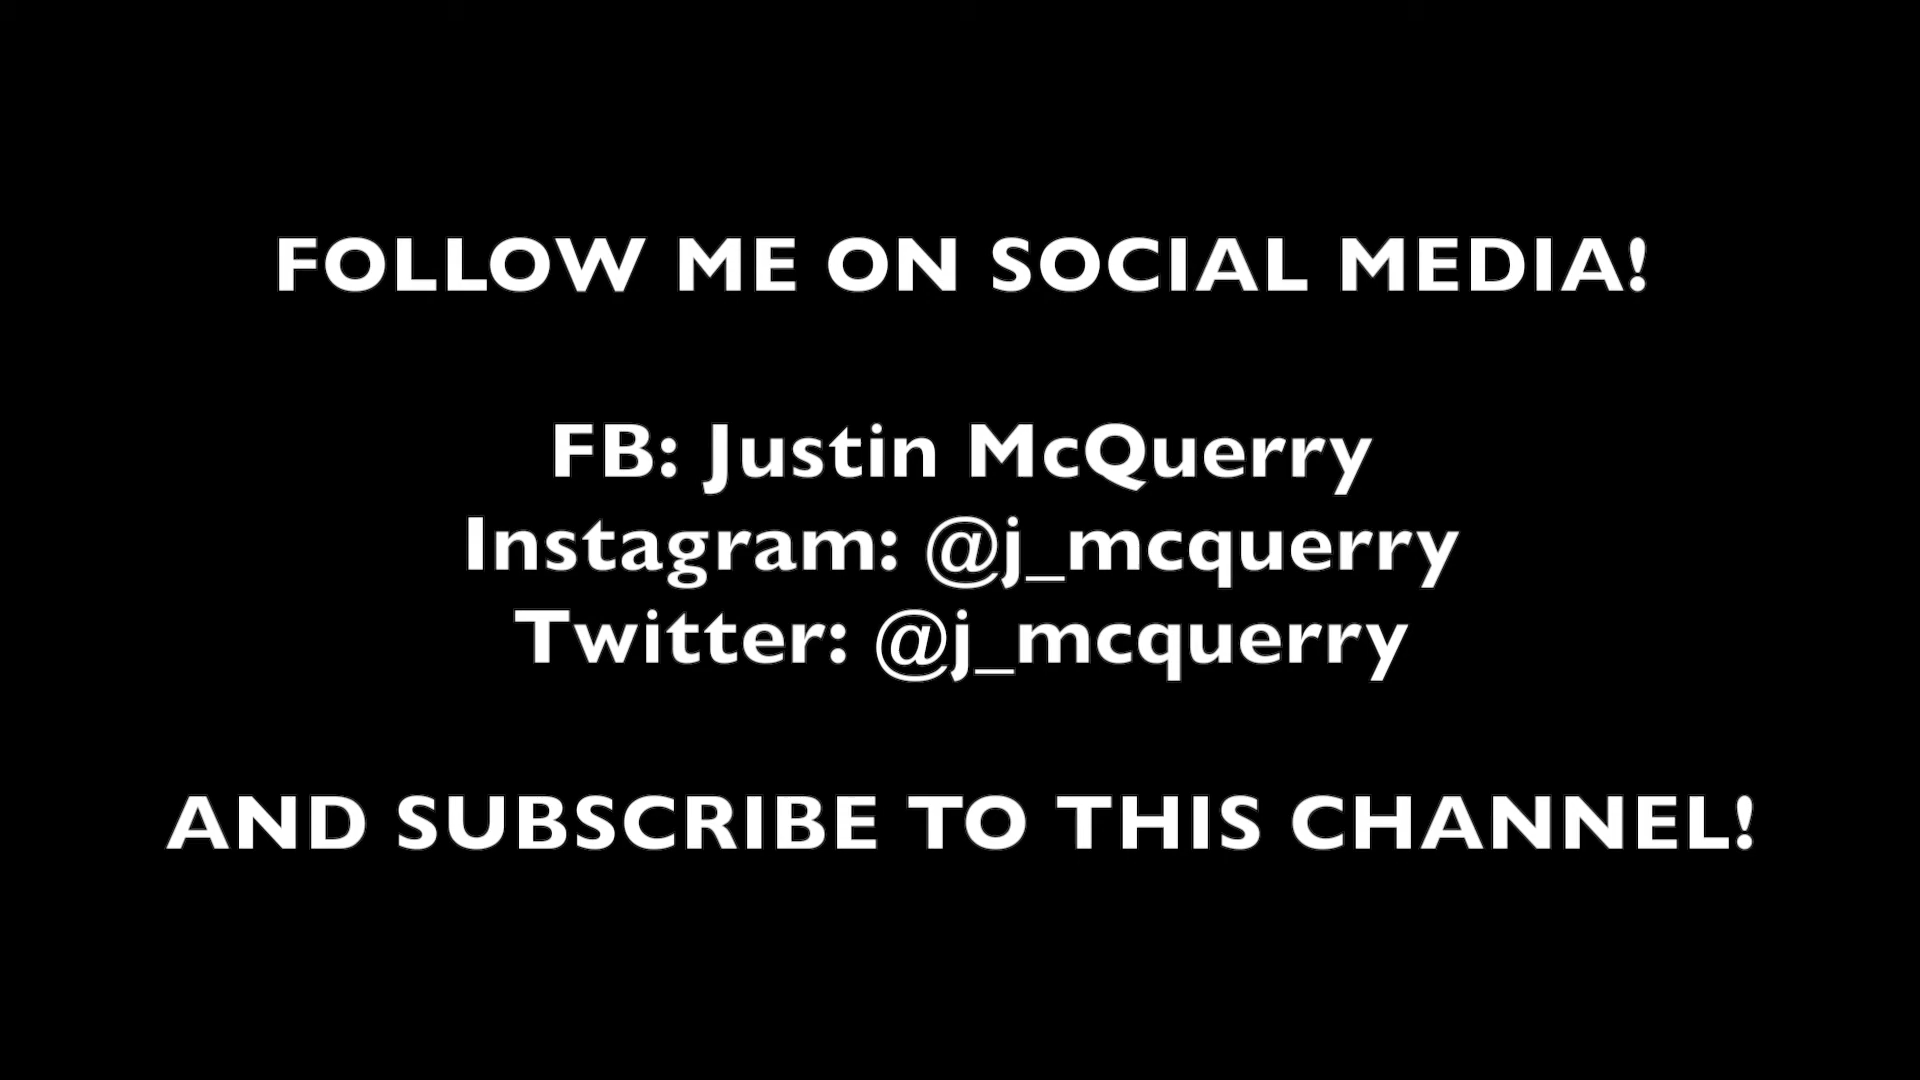 FOLLOW ME ON SOCIAL MEDIA!
FB: Justin McQuerry
Instagram: @j_mcquerry
Twitter: @j_mcquerry
AND SUBSCRIBE TO THIS CHANNEL!